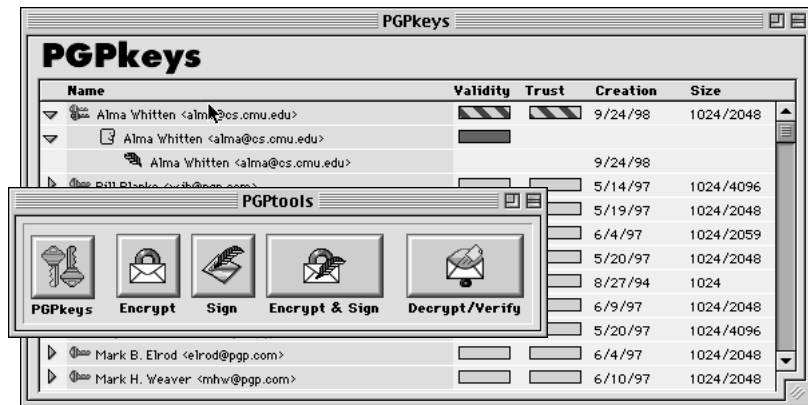 PGPkeys
PGPkeys
Name Validity Trust Creation Size
Alma Whitten <alma@cs.cmu.edu> 9/24/98 1024/2048
Alma Whitten <alma@cs.cmu.edu>
Alma Whitten <alma@cs.cmu.edu> 9/24/98
5/14/97 1024/4096
PGPtools
5/19/97 1024/2048
6/4/97 1024/2059
5/20/97 1024/2048
8/27/94 1024
PGPkeys Encrypt Sign Encrypt & Sign Decrypt/Verify
6/9/97 1024/2048
5/20/97 1024/4096
Mark B. Elrod <elrod@pgp.com> 6/4/97 1024/2048
Mark H. Weaver <mhw@pgp.com> 6/10/97 1024/2048